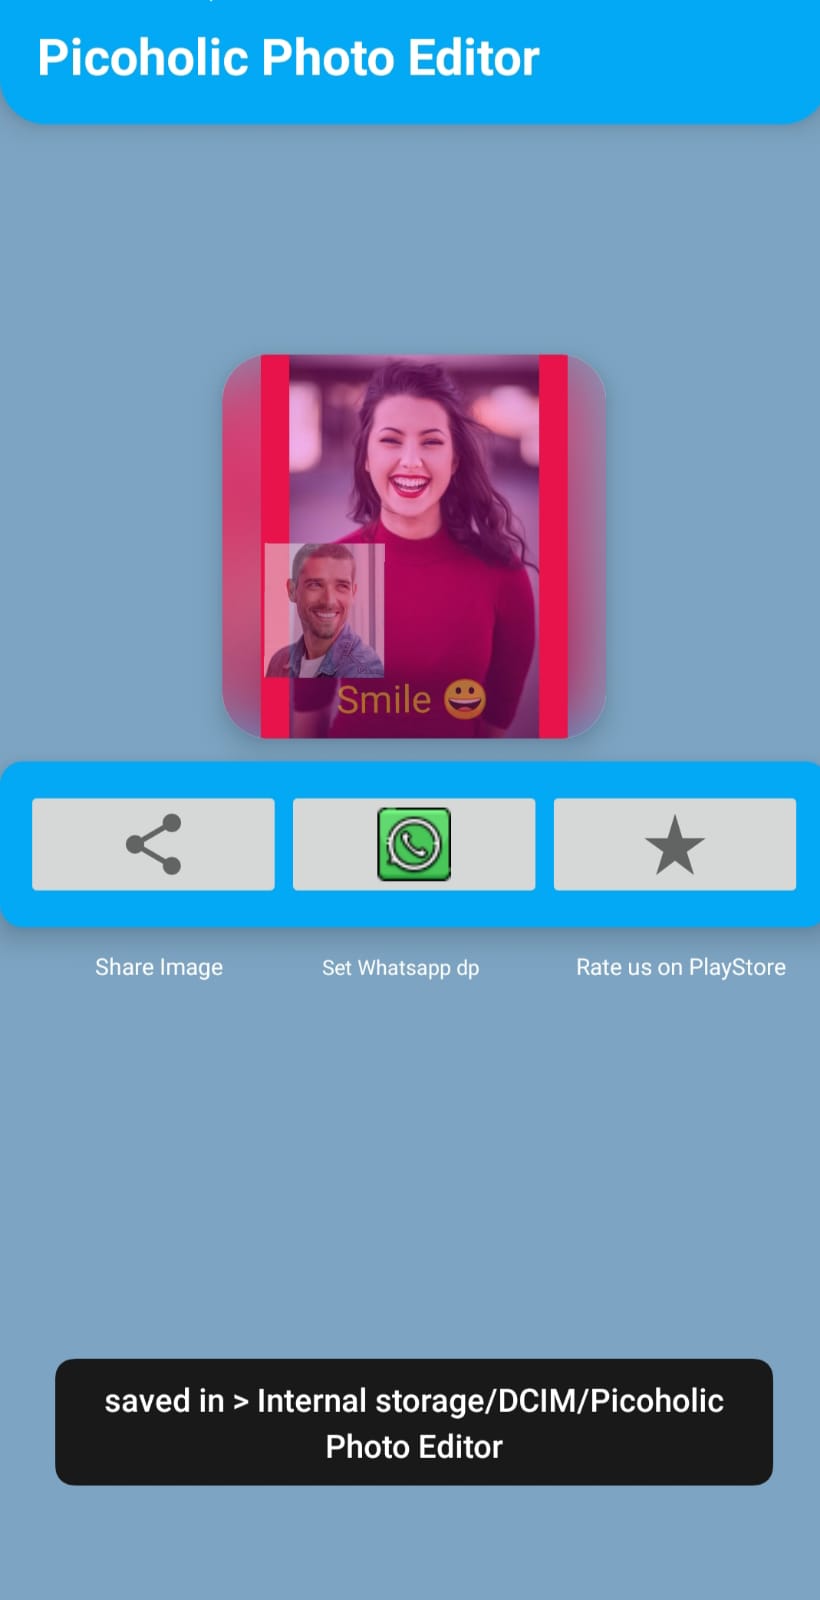 Picoholic Photo Editor
Smile 😃
Share Image
Set Whatsapp dp
Rate us on PlayStore
saved in > Internal storage/DCIM/Picoholic
Photo Editor